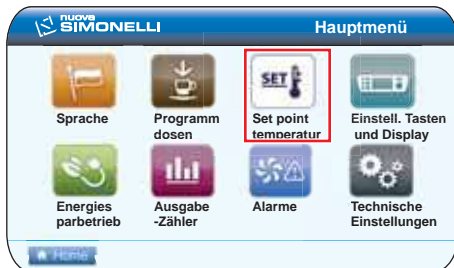 nuova
SIMONELLI
Hauptmenü
SET
Sprache
Programm
dosen
Set point
temperatur
Einstell. Tasten
und Display
Energies
parbetrieb
Ausgabe
-Zähler
Alarme
Technische
Einstellungen
Home